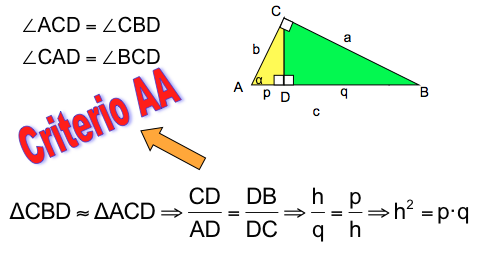 ∠ACD = ∠CBD
∠CAD = ∠BCD
Criterio AA
C
b
a
A
α
B
p
D
q
c
ΔCBD ≈ ΔACD ⇒ CD/AD = DB/DC ⇒ h/q = p/h ⇒ h² = p·q